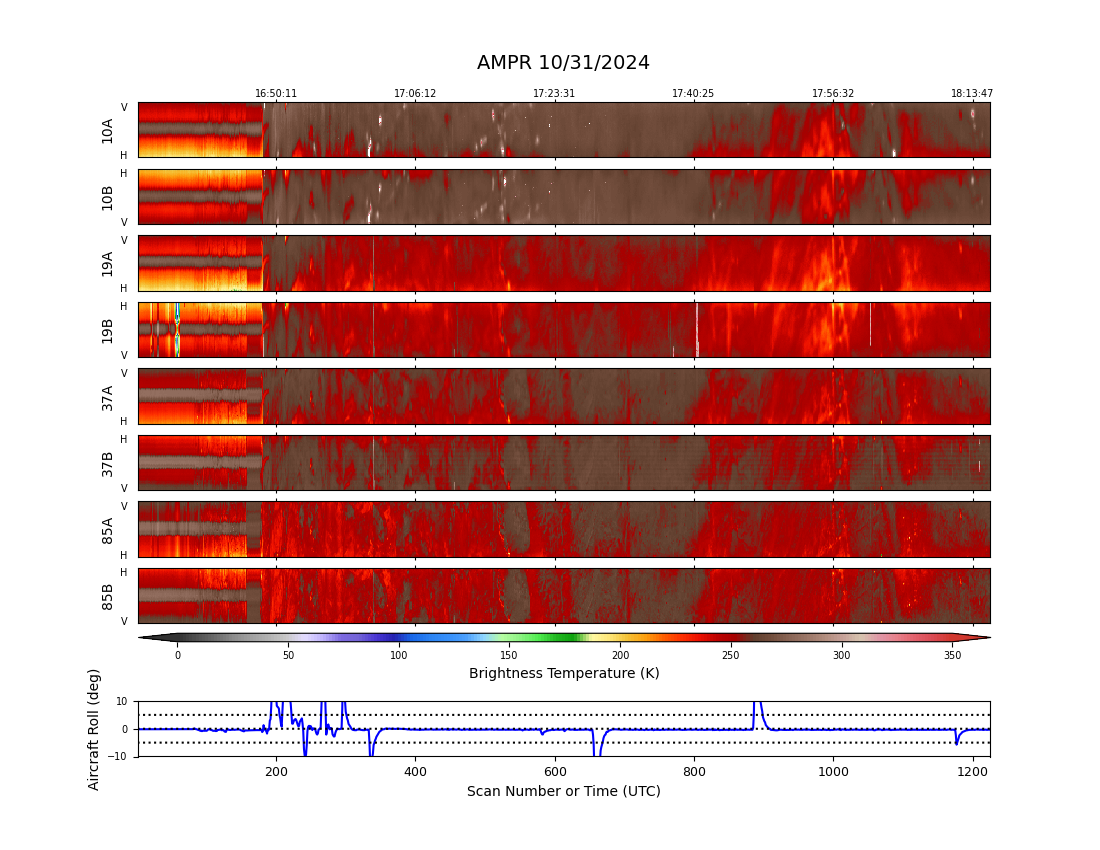 AMPR 10/31/2024
16:50:11 17:06:12 17:23:31 17:40:25 17:56:32 18:13:47
V
10A
H
H
10B
V
V
19A
H
H
19B
V
V
37A
H
H
37B
V
V
85A
H
H
85B
V
0 50 100 150 200 250 300 350
Brightness Temperature (K)
Aircraft Roll (deg)
10
0
−10
200 400 600 800 1000 1200
Scan Number or Time (UTC)